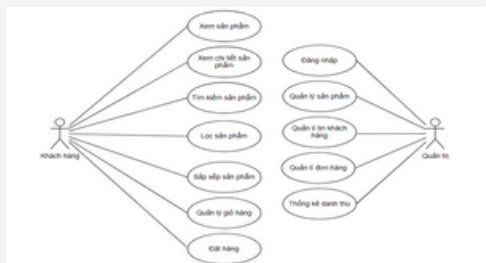 Xem sản phẩm
Xem chi tiết sản
phẩm
Tìm kiếm sản phẩm
Lọc sản phẩm
Sắp xếp sản phẩm
Quản lý giỏ hàng
Đặt hàng
Khách hàng
Đăng nhập
Quản lý sản phẩm
Quản lí tin khách
hàng
Quản lí đơn hàng
Thống kê danh thu
Quản trị